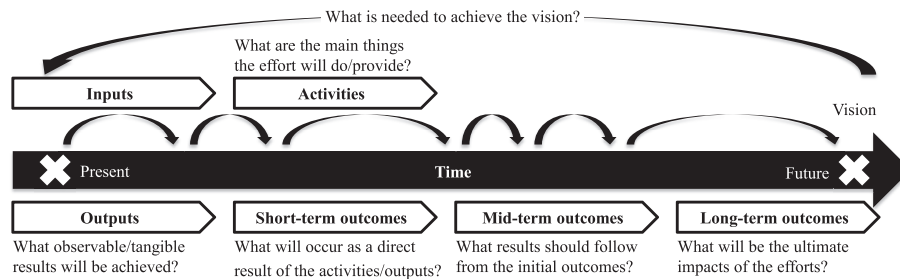 What is needed to achieve the vision?
What are the main things
the effort will do/provide?
Inputs
Activities
Vision
Present
Time
Future
Outputs
Short-term outcomes
Mid-term outcomes
Long-term outcomes
What observable/tangible
results will be achieved?
What will occur as a direct
result of the activities/outputs?
What results should follow
from the initial outcomes?
What will be the ultimate
impacts of the efforts?